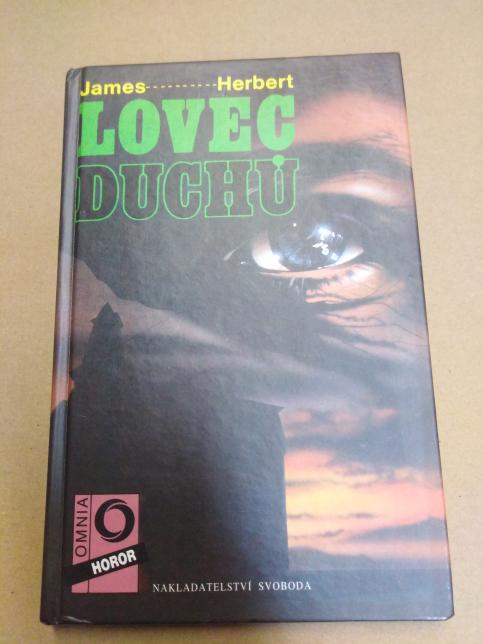 James----------Herbert
LOVEC
DUCHŮ
OMNIA
HOROR
NAKLADATELSTVÍ SVOBODA